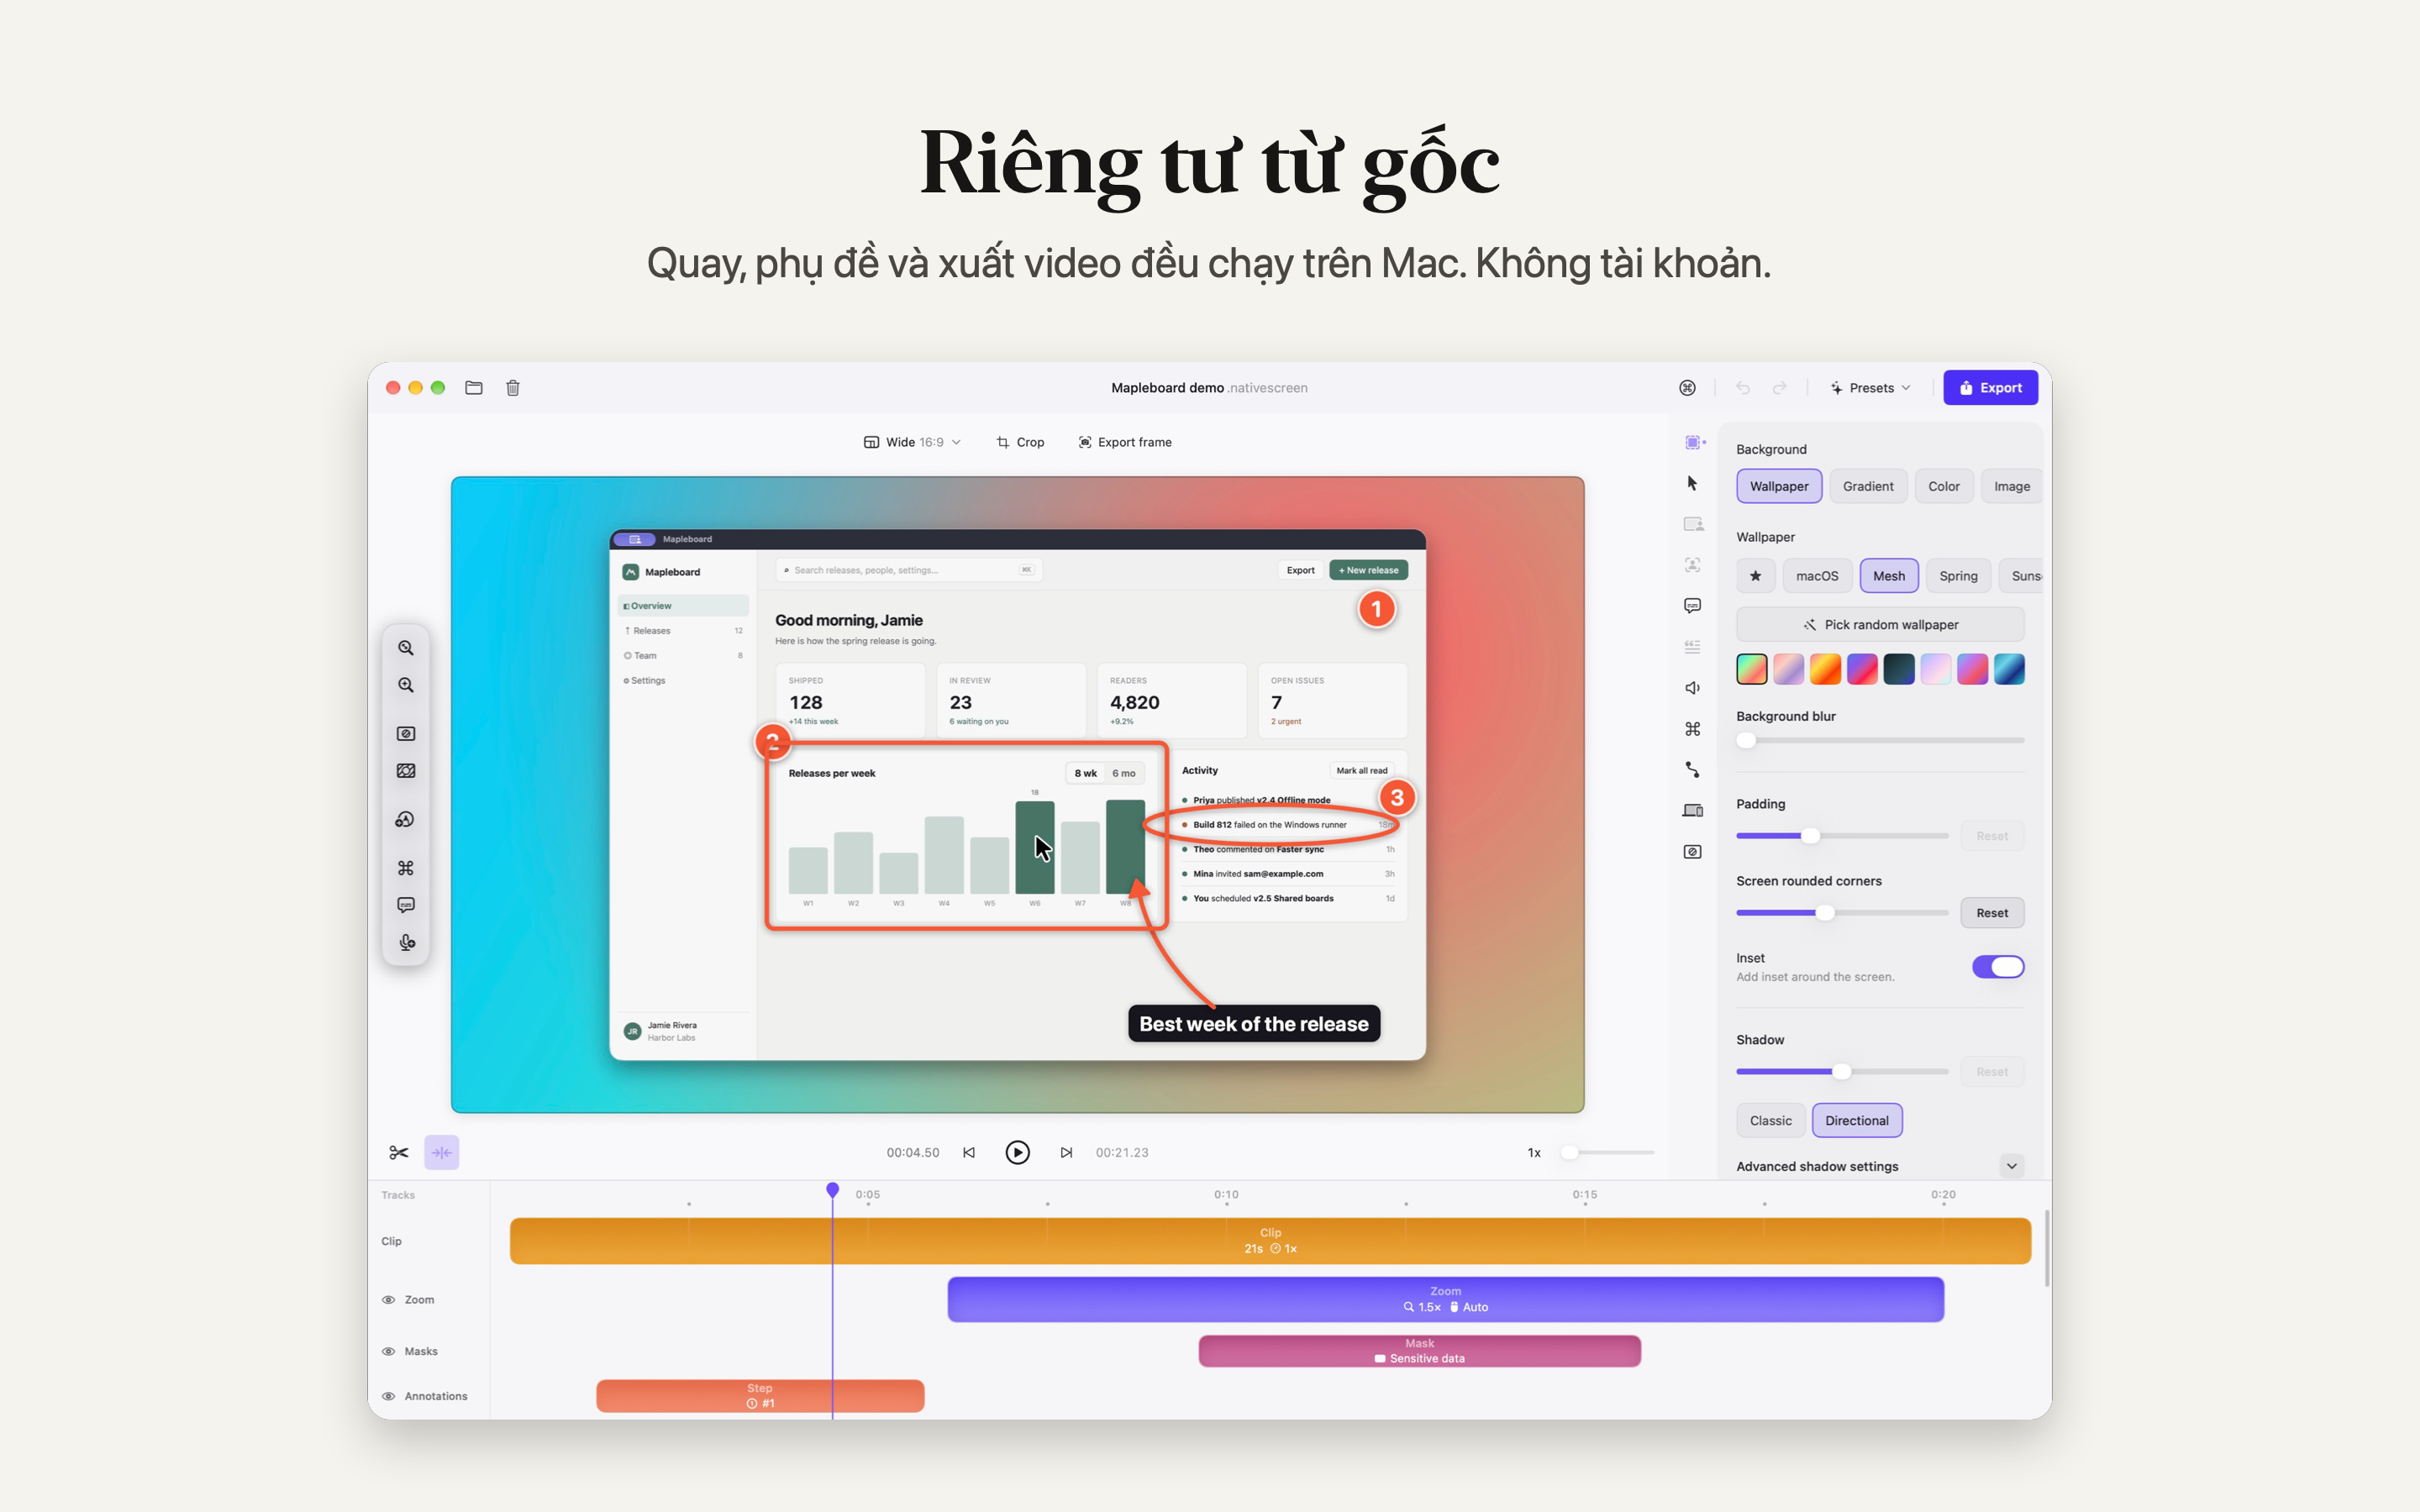 Riêng tư từ gốc
Quay, phụ đề và xuất video đều chạy trên Mac. Không tài khoản.
Mapleboard demo .nativescreen
Presets
Export
Wide 16:9
Crop
Export frame
Mapleboard
Mapleboard
Search releases, people, settings...
⌘K
Export
+ New release
Overview
Releases 12
Team 8
Settings
Good morning, Jamie
Here is how the spring release is going.
1
SHIPPED
128
+14 this week
IN REVIEW
23
6 waiting on you
READERS
4,820
+9.2%
OPEN ISSUES
7
2 urgent
2
Releases per week
8 wk
6 mo
18
W1 W2 W3 W4 W5 W6 W7 W8
Activity
Mark all read
3
Priya published v2.4 Offline mode
Build 812 failed on the Windows runner 18m
Theo commented on Faster sync 1h
Mina invited sam@example.com 3h
You scheduled v2.5 Shared boards 1d
Best week of the release
JR
Jamie Rivera
Harbor Labs
Background
Wallpaper
Gradient
Color
Image
Wallpaper
macOS
Mesh
Spring
Pick random wallpaper
Background blur
Padding
Reset
Screen rounded corners
Reset
Inset
Add inset around the screen.
Shadow
Reset
Classic
Directional
Advanced shadow settings
00:04.50
00:21.23
1x
Tracks
0:05 0:10 0:15 0:20
Clip
Clip
21s 1×
Zoom
Zoom
1.5× Auto
Masks
Mask
Sensitive data
Annotations
Step
#1